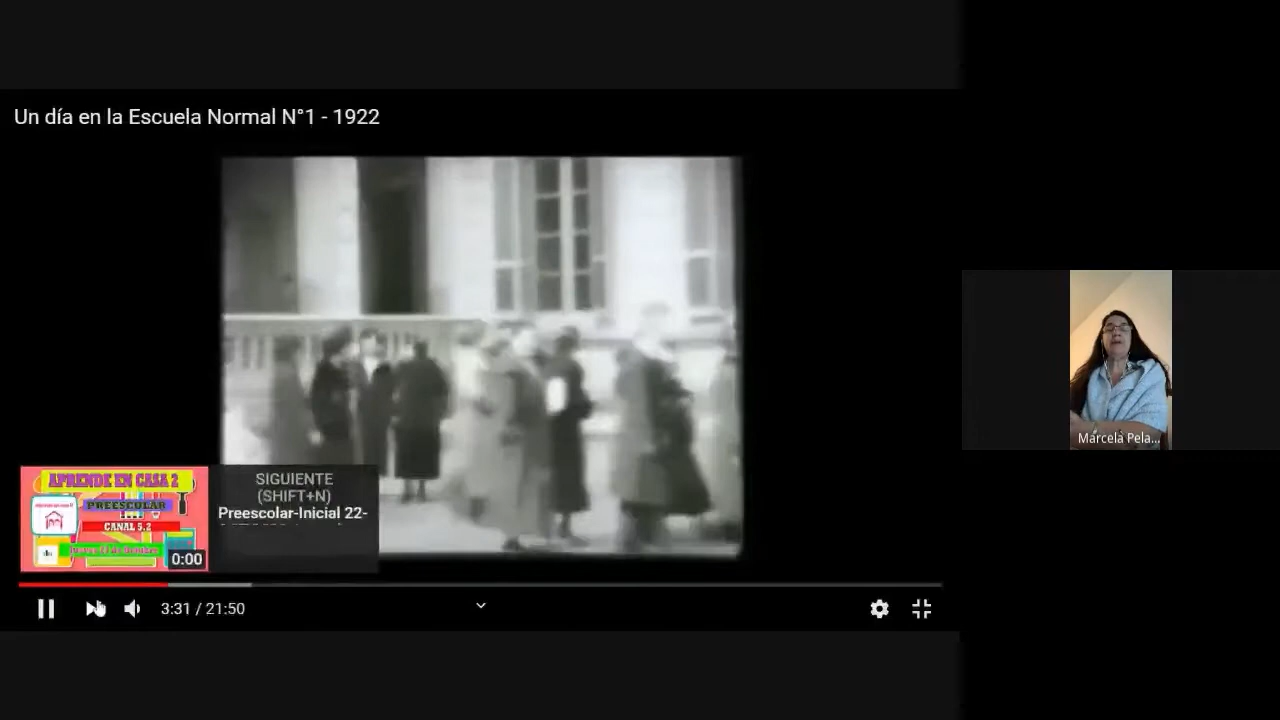 Un día en la Escuela Normal N°1 - 1922
APRENDE EN CASA 2
PREESCOLAR
CANAL 5.2
0:00
SIGUIENTE
(SHIFT+N)
Preescolar-Inicial 22-
3:31 / 21:50
Marcela Pela...